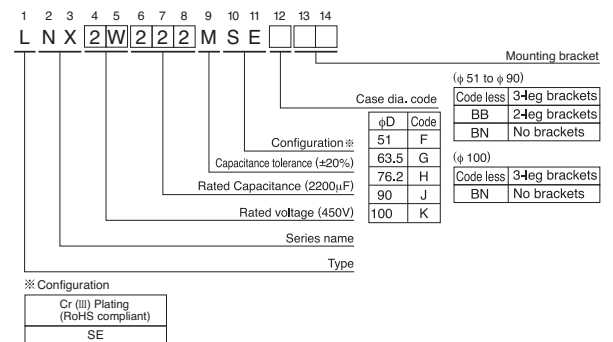 1 2 3 4 5 6 7 8 9 10 11 12 13 14
L N X 2 W 2 2 2 M S E
Mounting bracket
(φ 51 to φ 90)
Code less 3-leg brackets
BB 2-leg brackets
BN No brackets
(φ 100)
Code less 3-leg brackets
BN No brackets
Case dia. code
φD Code
51 F
63.5 G
76.2 H
90 J
100 K
Configuration※
Capacitance tolerance (±20%)
Rated Capacitance (2200μF)
Rated voltage (450V)
Series name
Type
※Configuration
Cr (III) Plating
(RoHS compliant)
SE